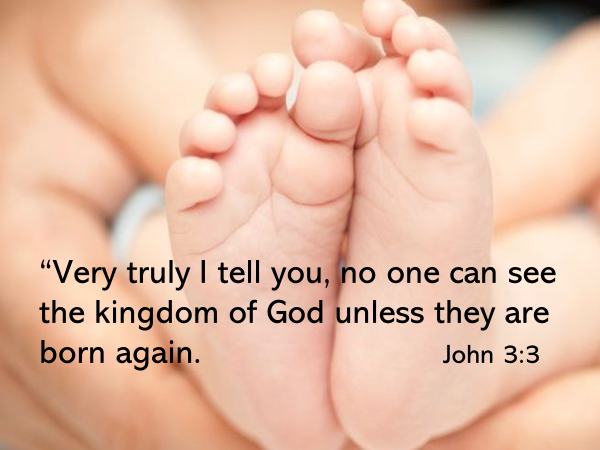 “Very truly I tell you, no one can see
the kingdom of God unless they are
born again. John 3:3